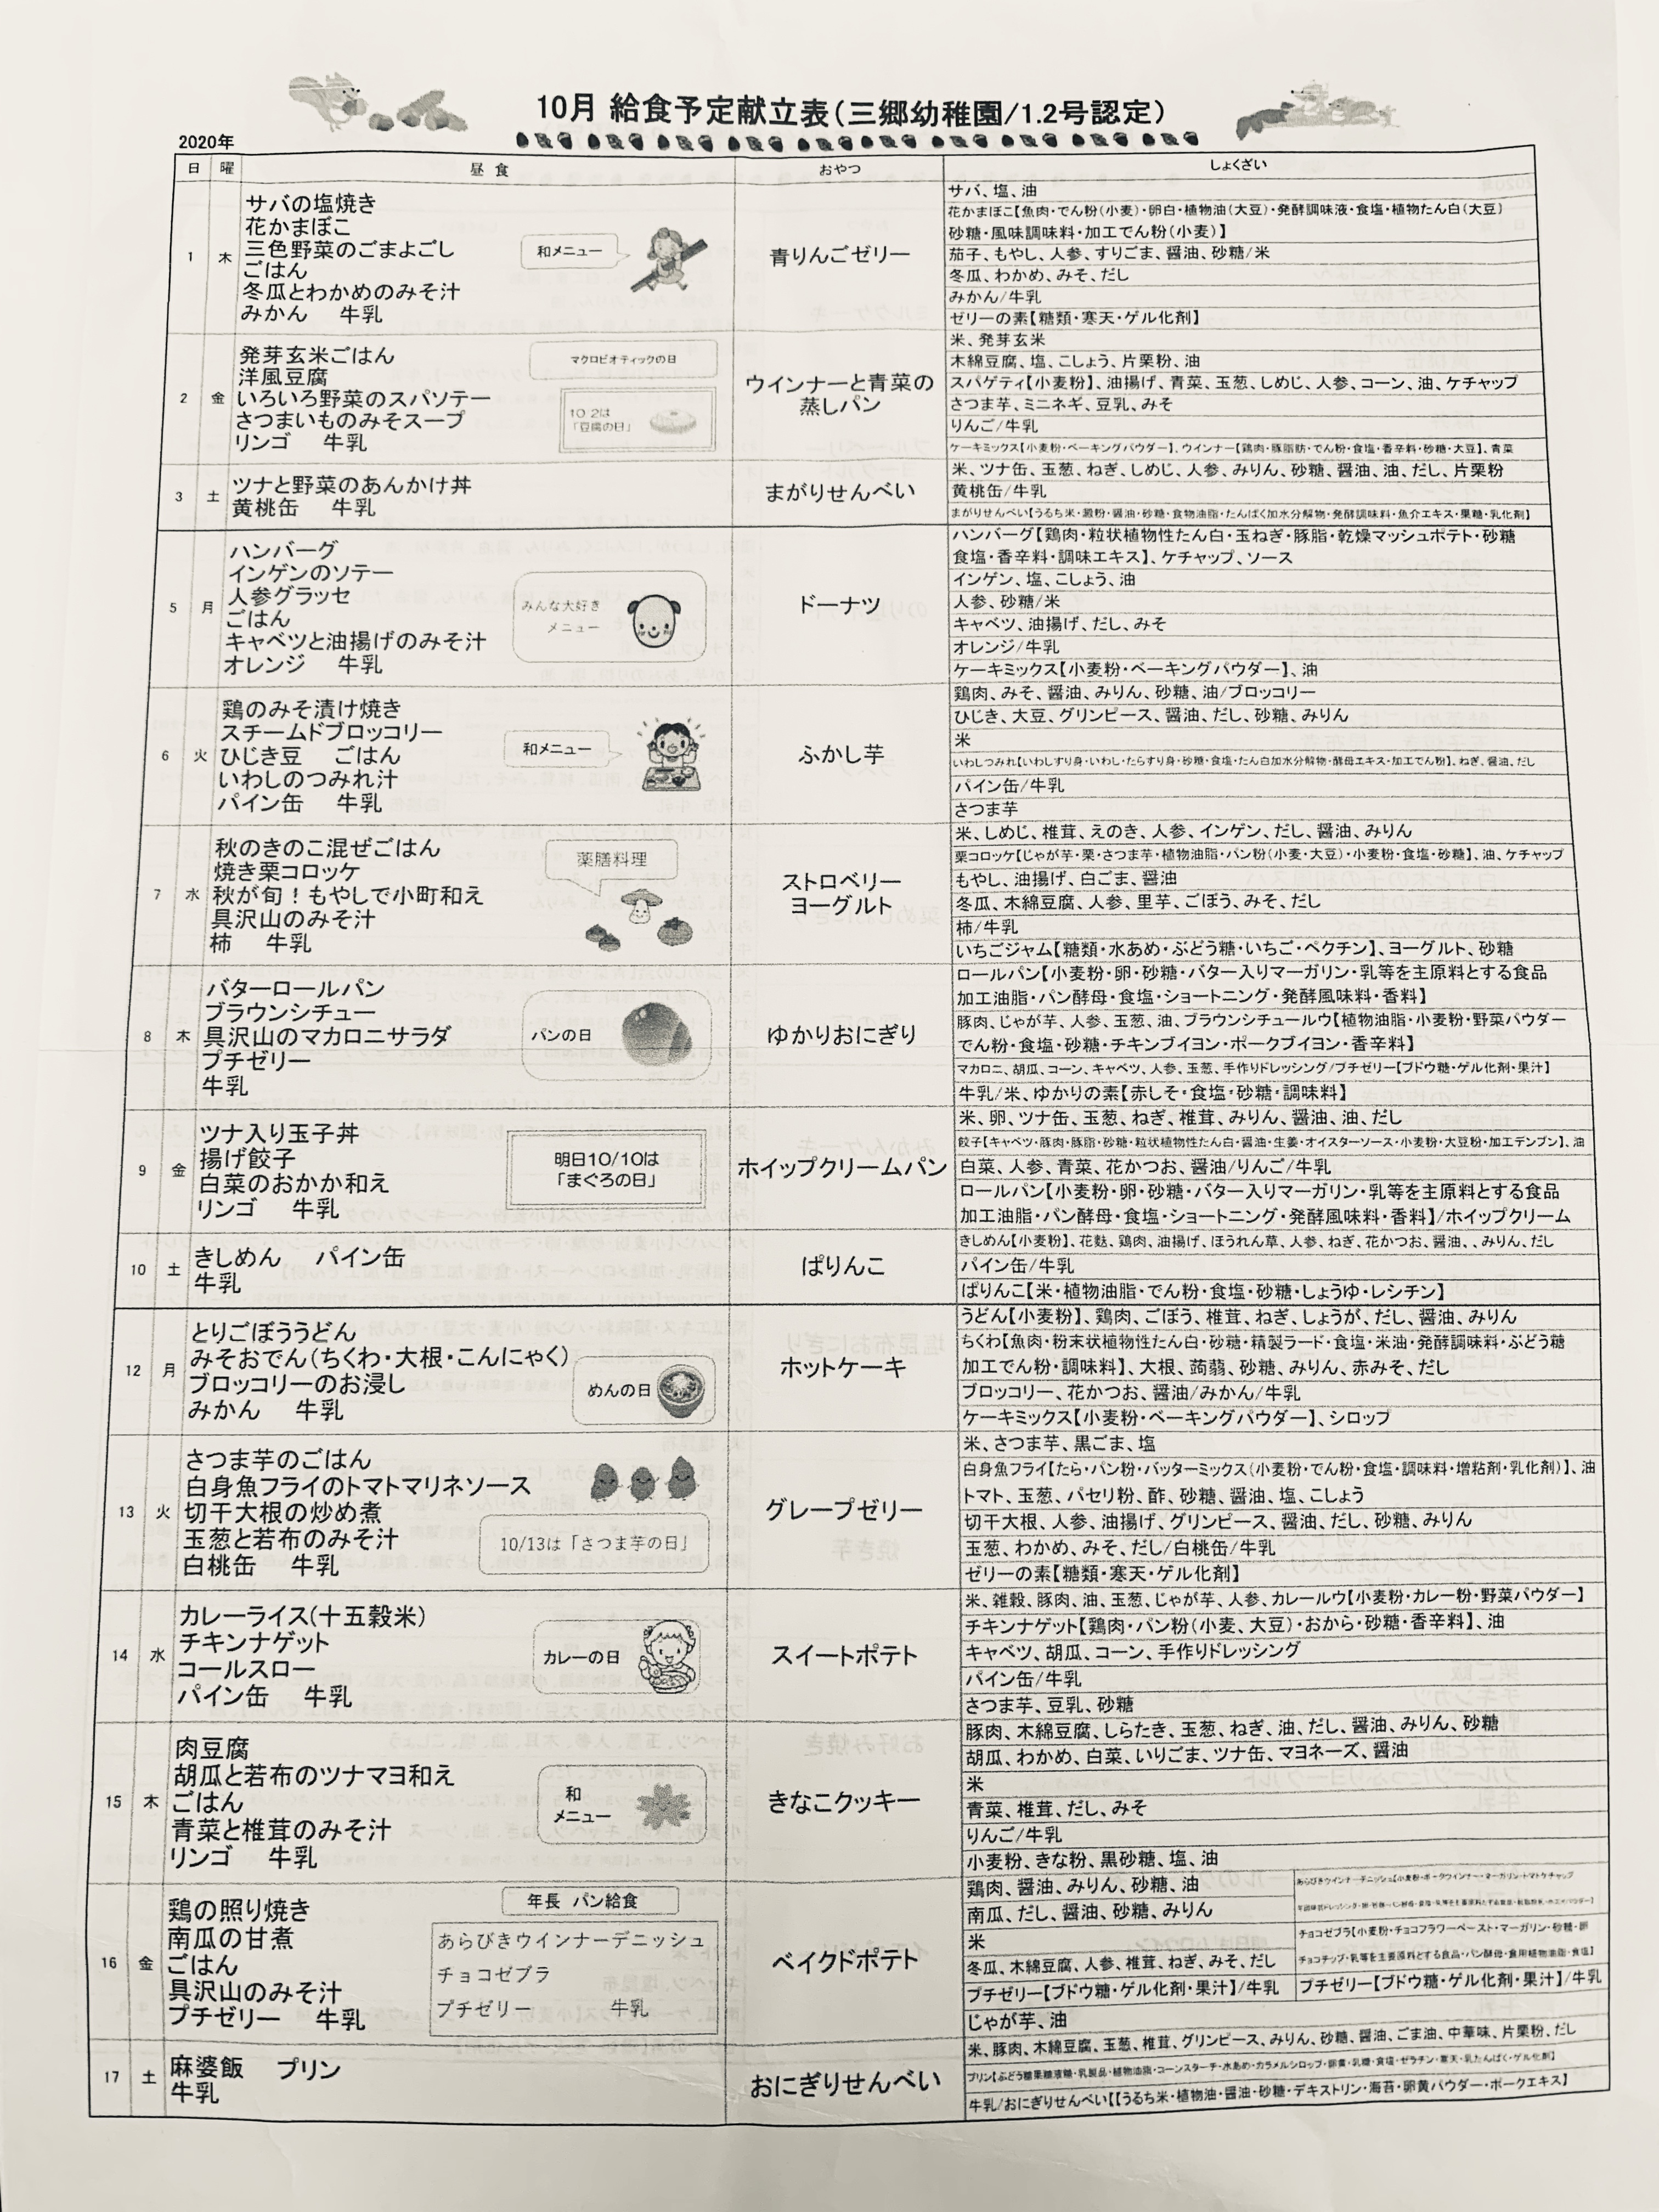 10月 給食予定献立表(三郷幼稚園/1.2号認定)
2020年
日 曜 昼食 おやつ しょくざい
1 木
サバの塩焼き
花かまぼこ
三色野菜のごまよごし
ごはん
冬瓜とわかめのみそ汁
みかん 牛乳
和メニュー
青りんごゼリー
サバ、塩、油
花かまぼこ【魚肉・でん粉(小麦)・卵白・植物油(大豆)・発酵調味液・食塩・植物たん白(大豆)
砂糖・風味調味料・加工でん粉(小麦)】
茄子、もやし、人参、すりごま、醤油、砂糖/米
冬瓜、わかめ、みそ、だし
みかん/牛乳
ゼリーの素【糖類・寒天・ゲル化剤】
2 金
発芽玄米ごはん
洋風豆腐
いろいろ野菜のスパソテー
さつまいものみそスープ
リンゴ 牛乳
マクロビオティックの日
10.2は
「豆腐の日」
ウインナーと青菜の
蒸しパン
米、発芽玄米
木綿豆腐、塩、こしょう、片栗粉、油
スパゲティ【小麦粉】、油揚げ、青菜、玉葱、しめじ、人参、コーン、油、ケチャップ
さつま芋、ミニネギ、豆乳、みそ
りんご/牛乳
ケーキミックス【小麦粉・ベーキングパウダー】、ウインナー【鶏肉・豚脂肪・でん粉・食塩・香辛料・砂糖・大豆】、青菜
3 土
ツナと野菜のあんかけ丼
黄桃缶 牛乳
まがりせんべい
米、ツナ缶、玉葱、ねぎ、しめじ、人参、みりん、砂糖、醤油、油、だし、片栗粉
黄桃缶/牛乳
まがりせんべい【うるち米・澱粉・醤油・砂糖・食物油脂・たんぱく加水分解物・発酵調味料・魚介エキス・果糖・乳化剤】
5 月
ハンバーグ
インゲンのソテー
人参グラッセ
ごはん
キャベツと油揚げのみそ汁
オレンジ 牛乳
みんな大好き
メニュー
ドーナツ
ハンバーグ【鶏肉・粒状植物性たん白・玉ねぎ・豚脂・乾燥マッシュポテト・砂糖
食塩・香辛料・調味エキス】、ケチャップ、ソース
インゲン、塩、こしょう、油
人参、砂糖/米
キャベツ、油揚げ、だし、みそ
オレンジ/牛乳
ケーキミックス【小麦粉・ベーキングパウダー】、油
6 火
鶏のみそ漬け焼き
スチームドブロッコリー
ひじき豆 ごはん
いわしのつみれ汁
パイン缶 牛乳
和メニュー
ふかし芋
鶏肉、みそ、醤油、みりん、砂糖、油/ブロッコリー
ひじき、大豆、グリンピース、醤油、だし、砂糖、みりん
米
いわしつみれ【いわしすり身・いわし・たらすり身・砂糖・食塩・たん白加水分解物・酵母エキス・加工でん粉】、ねぎ、醤油、だし
パイン缶/牛乳
さつま芋
7 水
秋のきのこ混ぜごはん
焼き栗コロッケ
秋が旬!もやしで小町和え
具沢山のみそ汁
柿 牛乳
薬膳料理
ストロベリー
ヨーグルト
米、しめじ、椎茸、えのき、人参、インゲン、だし、醤油、みりん
栗コロッケ【じゃが芋・栗・さつま芋・植物油脂・パン粉(小麦・大豆)・小麦粉・食塩・砂糖】、油、ケチャップ
もやし、油揚げ、白ごま、醤油
冬瓜、木綿豆腐、人参、里芋、ごぼう、みそ、だし
柿/牛乳
いちごジャム【糖類・水あめ・ぶどう糖・いちご・ペクチン】、ヨーグルト、砂糖
8 木
バターロールパン
ブラウンシチュー
具沢山のマカロニサラダ
プチゼリー
牛乳
パンの日
ゆかりおにぎり
ロールパン【小麦粉・卵・砂糖・バター入りマーガリン・乳等を主原料とする食品
加工油脂・パン酵母・食塩・ショートニング・発酵風味料・香料】
豚肉、じゃが芋、人参、玉葱、油、ブラウンシチュールウ【植物油脂・小麦粉・野菜パウダー
でん粉・食塩・砂糖・チキンブイヨン・ポークブイヨン・香辛料】
マカロニ、胡瓜、コーン、キャベツ、人参、玉葱、手作りドレッシング/プチゼリー【ブドウ糖・ゲル化剤・果汁】
牛乳/米、ゆかりの素【赤しそ・食塩・砂糖・調味料】
9 金
ツナ入り玉子丼
揚げ餃子
白菜のおかか和え
リンゴ 牛乳
明日10/10は
「まぐろの日」
ホイップクリームパン
米、卵、ツナ缶、玉葱、ねぎ、椎茸、みりん、醤油、油、だし
餃子【キャベツ・豚肉・豚脂・砂糖・粒状植物性たん白・醤油・生姜・オイスターソース・小麦粉・大豆粉・加工デンプン】、油
白菜、人参、青菜、花かつお、醤油/りんご/牛乳
ロールパン【小麦粉・卵・砂糖・バター入りマーガリン・乳等を主原料とする食品
加工油脂・パン酵母・食塩・ショートニング・発酵風味料・香料】/ホイップクリーム
10 土
きしめん パイン缶
牛乳
ぱりんこ
きしめん【小麦粉】、花麩、鶏肉、油揚げ、ほうれん草、人参、ねぎ、花かつお、醤油、、みりん、だし
パイン缶/牛乳
ぱりんこ【米・植物油脂・でん粉・食塩・砂糖・しょうゆ・レシチン】
12 月
とりごぼううどん
みそおでん(ちくわ・大根・こんにゃく)
ブロッコリーのお浸し
みかん 牛乳
めんの日
ホットケーキ
うどん【小麦粉】、鶏肉、ごぼう、椎茸、ねぎ、しょうが、だし、醤油、みりん
ちくわ【魚肉・粉末状植物性たん白・砂糖・精製ラード・食塩・米油・発酵調味料・ぶどう糖
加工でん粉・調味料】、大根、蒟蒻、砂糖、みりん、赤みそ、だし
ブロッコリー、花かつお、醤油/みかん/牛乳
ケーキミックス【小麦粉・ベーキングパウダー】、シロップ
13 火
さつま芋のごはん
白身魚フライのトマトマリネソース
切干大根の炒め煮
玉葱と若布のみそ汁
白桃缶 牛乳
10/13は「さつま芋の日」
グレープゼリー
米、さつま芋、黒ごま、塩
白身魚フライ【たら・パン粉・バッターミックス(小麦粉・でん粉・食塩・調味料・増粘剤・乳化剤)】、油
トマト、玉葱、パセリ粉、酢、砂糖、醤油、塩、こしょう
切干大根、人参、油揚げ、グリンピース、醤油、だし、砂糖、みりん
玉葱、わかめ、みそ、だし/白桃缶/牛乳
ゼリーの素【糖類・寒天・ゲル化剤】
14 水
カレーライス(十五穀米)
チキンナゲット
コールスロー
パイン缶 牛乳
カレーの日
スイートポテト
米、雑穀、豚肉、油、玉葱、じゃが芋、人参、カレールウ【小麦粉・カレー粉・野菜パウダー】
チキンナゲット【鶏肉・パン粉(小麦、大豆)・おから・砂糖・香辛料】、油
キャベツ、胡瓜、コーン、手作りドレッシング
パイン缶/牛乳
さつま芋、豆乳、砂糖
15 木
肉豆腐
胡瓜と若布のツナマヨ和え
ごはん
青菜と椎茸のみそ汁
リンゴ 牛乳
和
メニュー
きなこクッキー
豚肉、木綿豆腐、しらたき、玉葱、ねぎ、油、だし、醤油、みりん、砂糖
胡瓜、わかめ、白菜、いりごま、ツナ缶、マヨネーズ、醤油
米
青菜、椎茸、だし、みそ
りんご/牛乳
小麦粉、きな粉、黒砂糖、塩、油
16 金
鶏の照り焼き
南瓜の甘煮
ごはん
具沢山のみそ汁
プチゼリー 牛乳
年長 パン給食
あらびきウインナーデニッシュ
チョコゼブラ
プチゼリー 牛乳
ベイクドポテト
鶏肉、醤油、みりん、砂糖、油
南瓜、だし、醤油、砂糖、みりん
米
冬瓜、木綿豆腐、人参、椎茸、ねぎ、みそ、だし
プチゼリー【ブドウ糖・ゲル化剤・果汁】/牛乳
じゃが芋、油
あらびきウインナーデニッシュ【小麦粉・ポークウインナー・マーガリン・トマトケチャップ
チョコゼブラ【小麦粉・チョコフラワーペースト・マーガリン・砂糖・卵
チョコチップ・乳等を主要原料とする食品・パン酵母・食用植物油脂・食塩】
プチゼリー【ブドウ糖・ゲル化剤・果汁】/牛乳
17 土
麻婆飯 プリン
牛乳
おにぎりせんべい
米、豚肉、木綿豆腐、玉葱、椎茸、グリンピース、みりん、砂糖、醤油、ごま油、中華味、片栗粉、だし
プリン【ぶどう糖果糖液糖・乳製品・植物油脂・コーンスターチ・水あめ・カラメルシロップ・卵黄・乳糖・食塩・ゼラチン・寒天・乳たんぱく・ゲル化剤】
牛乳/おにぎりせんべい【【うるち米・植物油・醤油・砂糖・デキストリン・海苔・卵黄パウダー・ポークエキス】